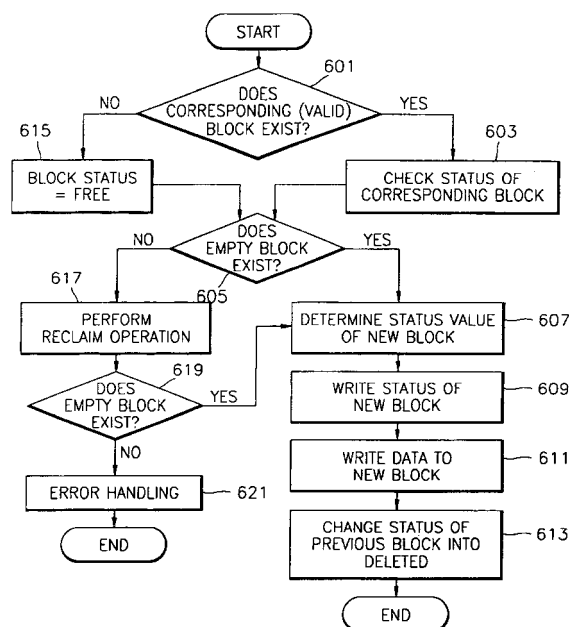 START
601
DOES
CORRESPONDING (VALID)
BLOCK EXIST?
NO
YES
615
603
BLOCK STATUS
= FREE
CHECK STATUS OF
CORRESPONDING BLOCK
DOES
EMPTY BLOCK
EXIST?
NO
YES
605
617
PERFORM
RECLAIM OPERATION
DETERMINE STATUS VALUE
OF NEW BLOCK
607
619
DOES
EMPTY BLOCK
EXIST?
YES
NO
WRITE STATUS OF
NEW BLOCK
609
WRITE DATA TO
NEW BLOCK
611
ERROR HANDLING
621
CHANGE STATUS OF
PREVIOUS BLOCK INTO
DELETED
613
END
END